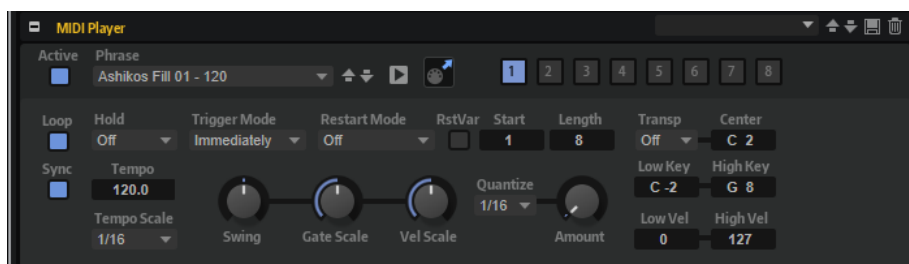 MIDI Player
Active Phrase
Ashikos Fill 01 - 120 1 2 3 4 5 6 7 8
Loop Hold Trigger Mode Restart Mode RstVar Start Length Transp Center
Off Immediately Off 1 8 Off C 2
Sync Tempo Quantize Low Key High Key
120.0 1/16 C -2 G 8
Tempo Scale Low Vel High Vel
1/16 Swing Gate Scale Vel Scale Amount 0 127